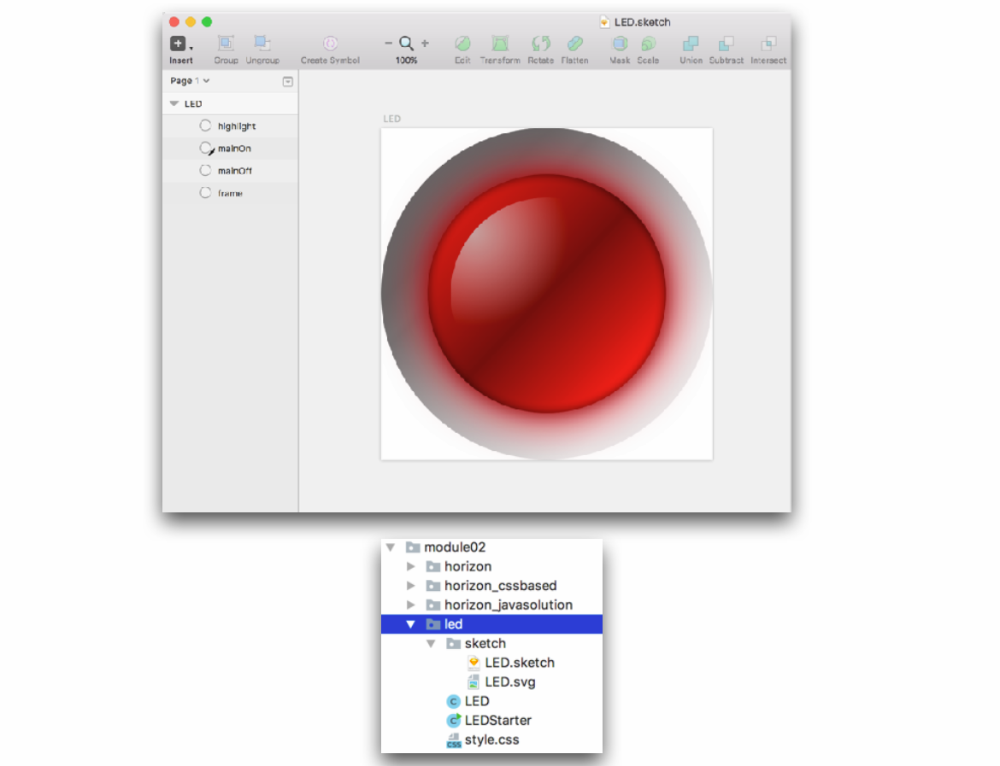 LED.sketch
Insert Group Ungroup Create Symbol 100% Edit Transform Rotate Flatten Mask Scale Union Subtract Intersect
Page 1
LED
highlight
mainOn
mainOff
frame
LED
module02
horizon
horizon_cssbased
horizon_javasolution
led
sketch
LED.sketch
LED.svg
C LED
C LEDStarter
CSS style.css